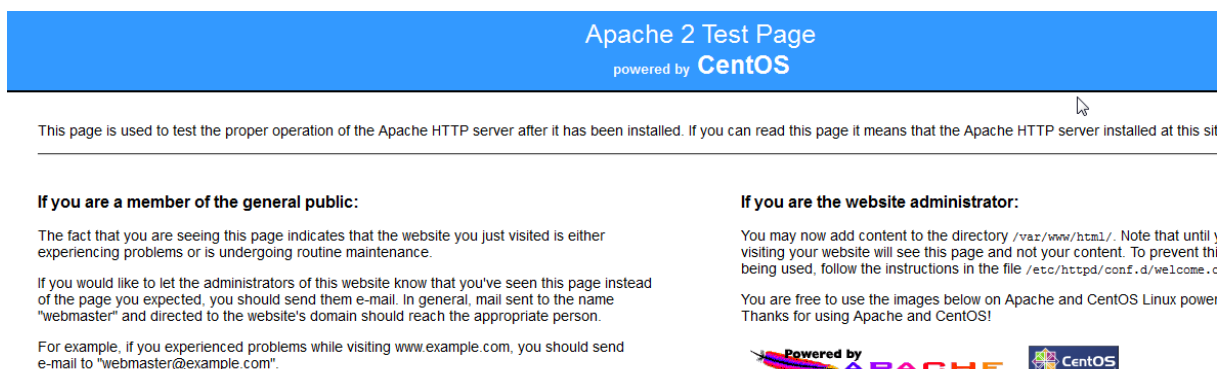 Apache 2 Test Page
powered by CentOS
This page is used to test the proper operation of the Apache HTTP server after it has been installed. If you can read this page it means that the Apache HTTP server installed at this sit
If you are a member of the general public:
The fact that you are seeing this page indicates that the website you just visited is either
experiencing problems or is undergoing routine maintenance.
If you would like to let the administrators of this website know that you've seen this page instead
of the page you expected, you should send them e-mail. In general, mail sent to the name
"webmaster" and directed to the website's domain should reach the appropriate person.
For example, if you experienced problems while visiting www.example.com, you should send
e-mail to "webmaster@example.com".
If you are the website administrator:
You may now add content to the directory /var/www/html/. Note that until
visiting your website will see this page and not your content. To prevent thi
being used, follow the instructions in the file /etc/httpd/conf.d/welcome.c
You are free to use the images below on Apache and CentOS Linux power
Thanks for using Apache and CentOS!
Powered by
APACHE
CentOS